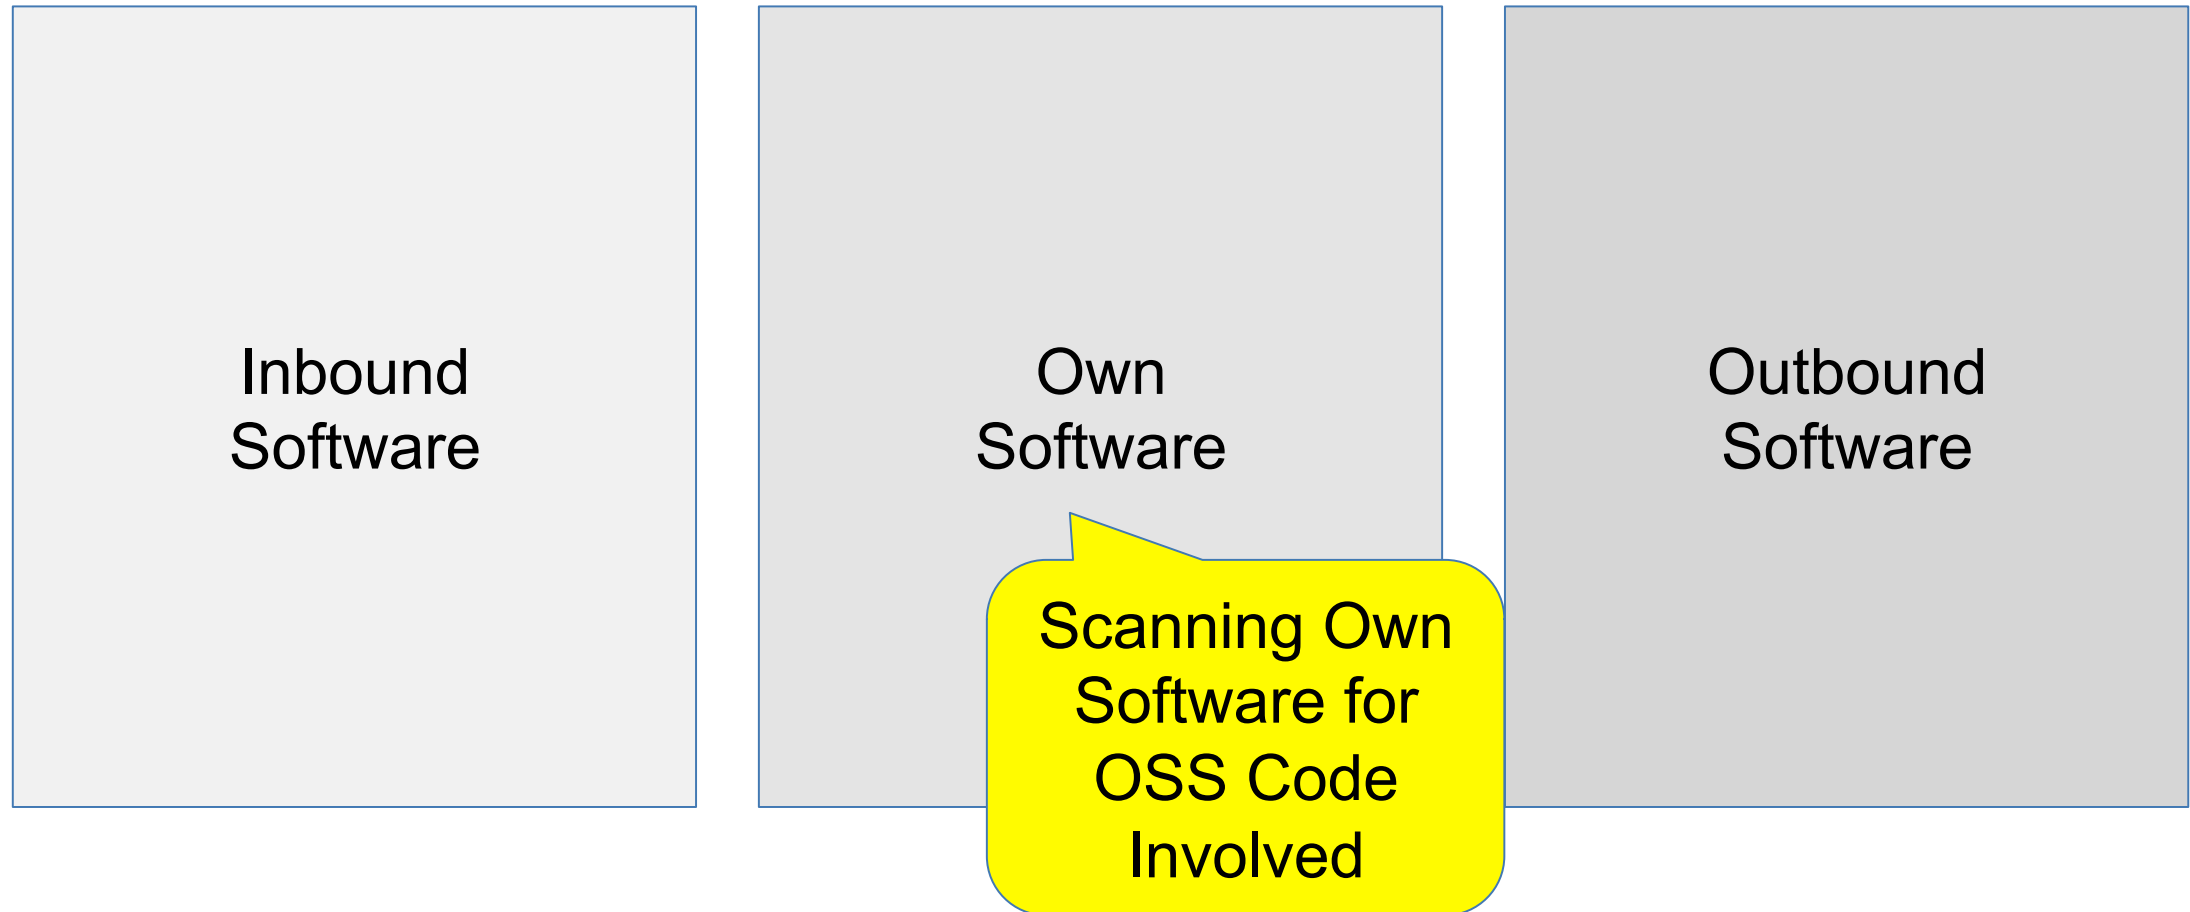 Inbound
Software
Own
Software
Outbound
Software
Scanning Own
Software for
OSS Code
Involved